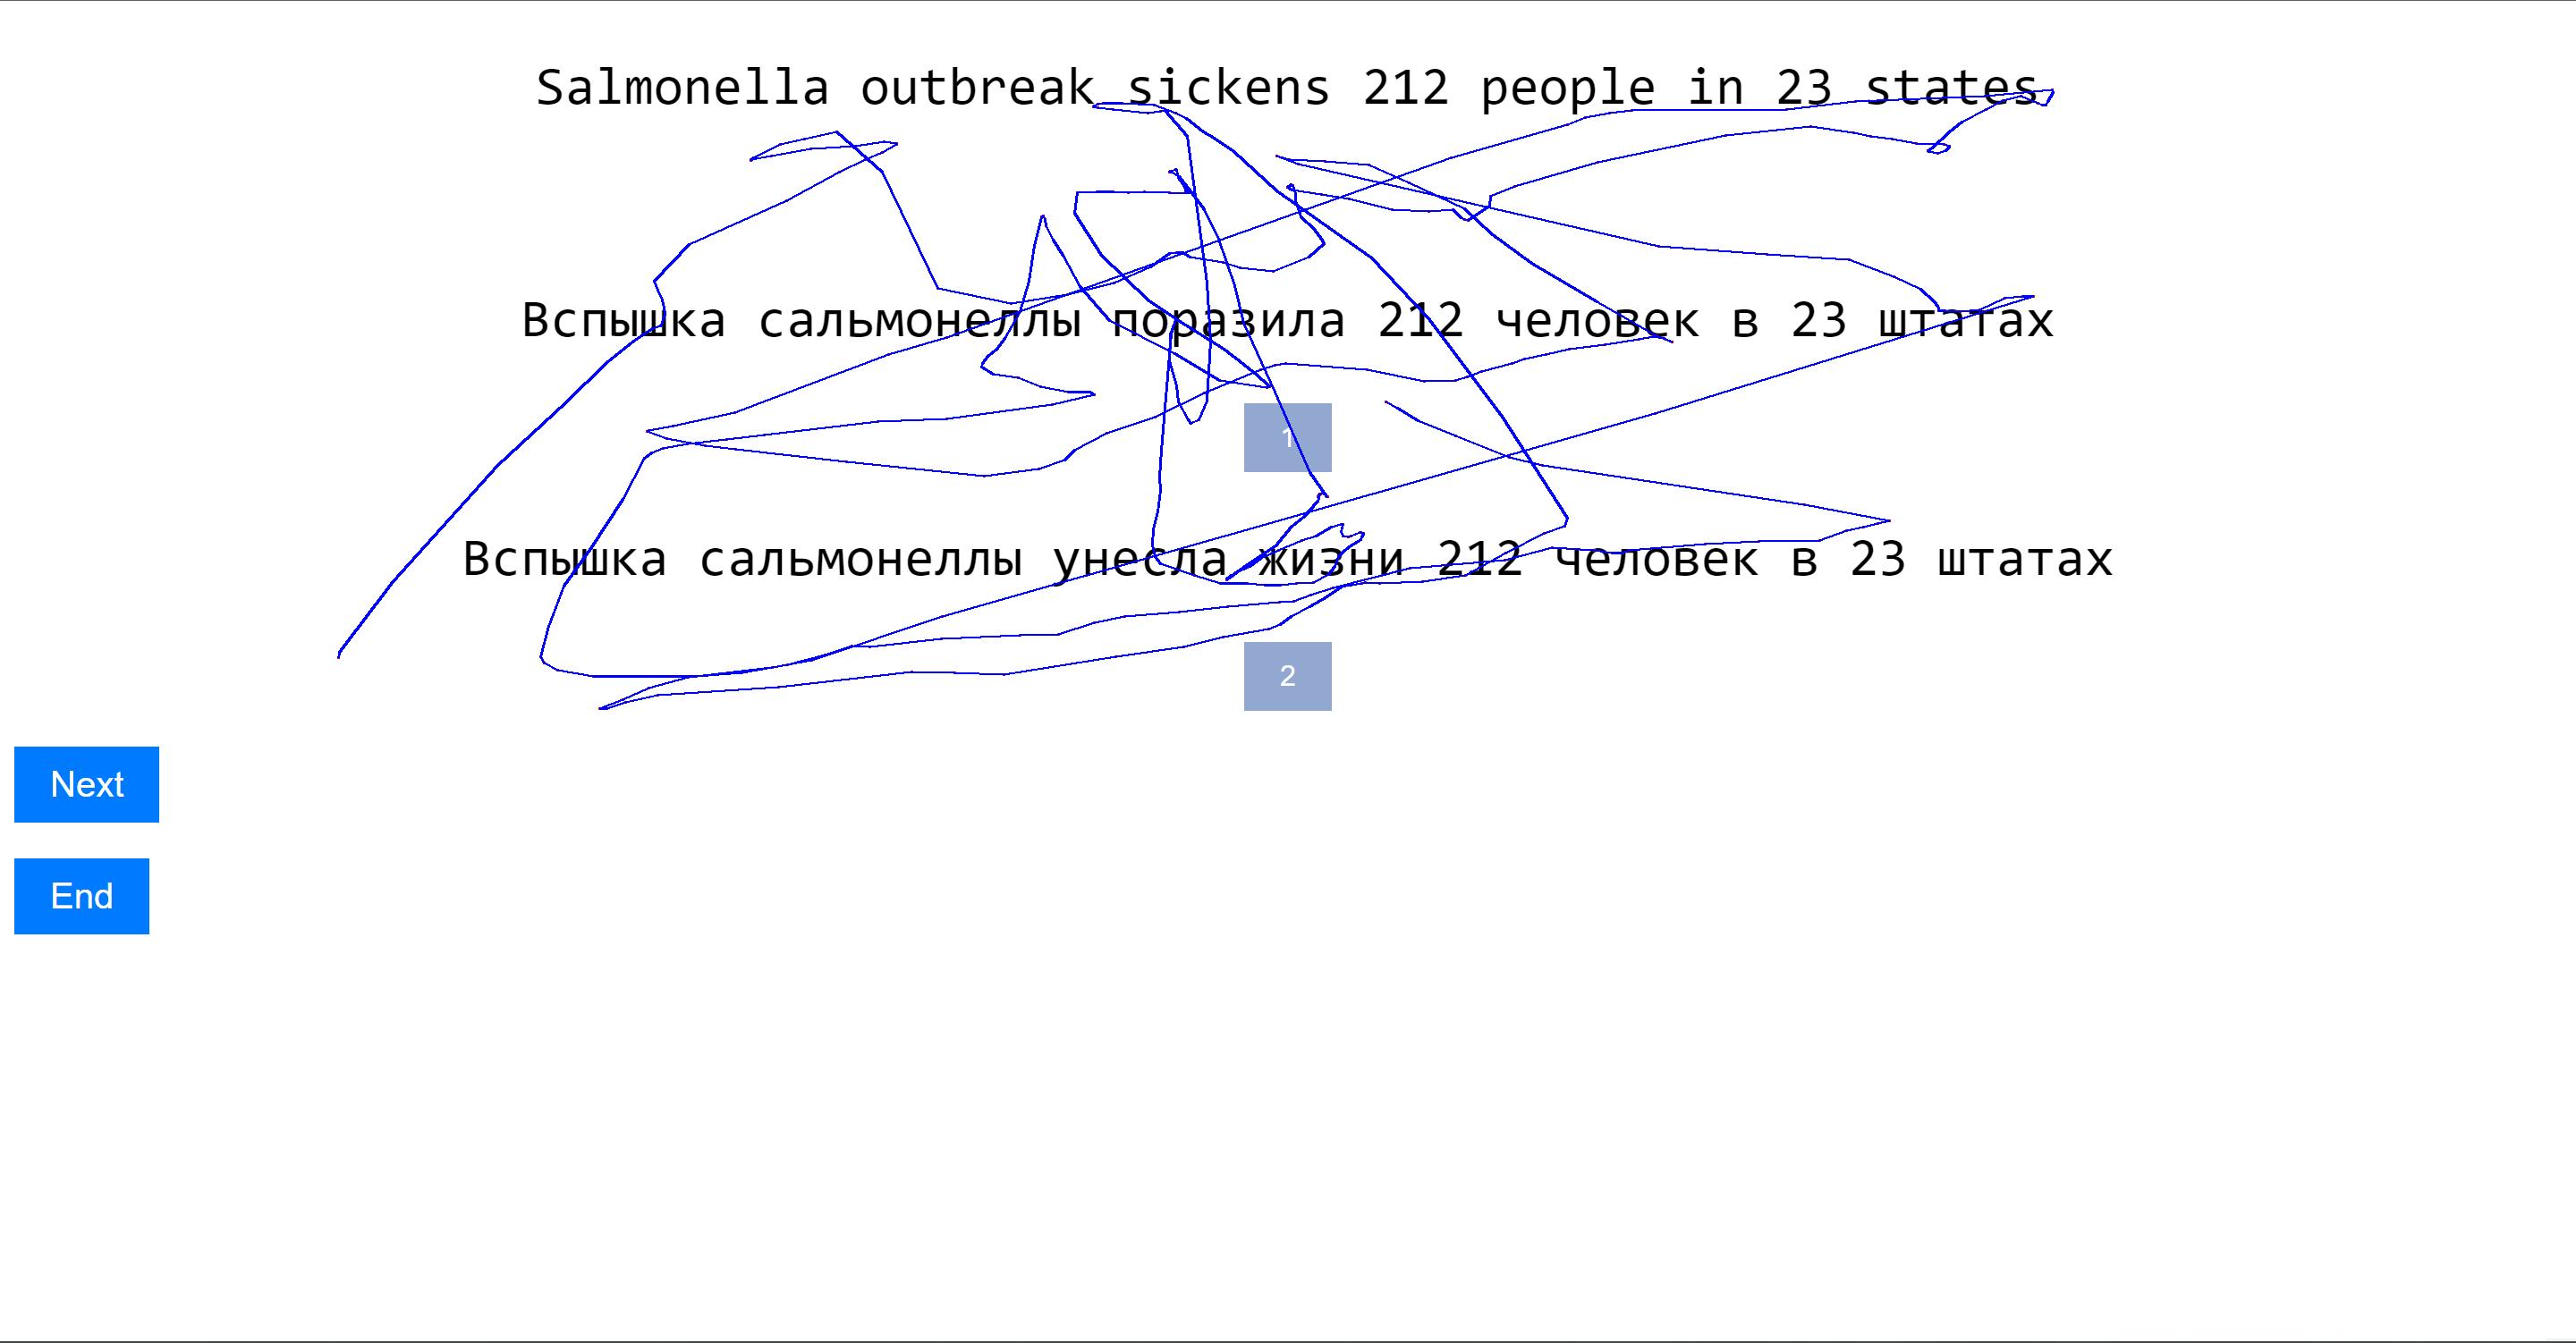 Salmonella outbreak sickens 212 people in 23 states
Вспышка сальмонеллы поразила 212 человек в 23 штатах
1
Вспышка сальмонеллы унесла жизни 212 человек в 23 штатах
2
Next
End